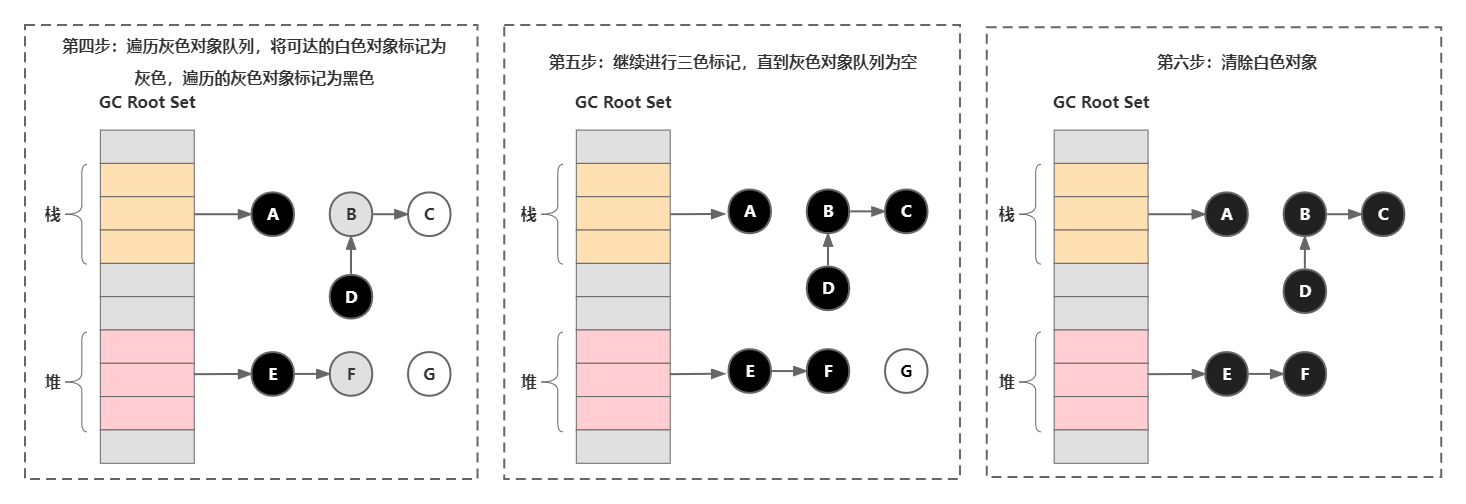 第四步：遍历灰色对象队列，将可达的白色对象标记为
灰色，遍历的灰色对象标记为黑色
GC Root Set
栈
A
B
C
D
堆
E
F
G
第五步：继续进行三色标记，直到灰色对象队列为空
GC Root Set
栈
A
B
C
D
堆
E
F
G
第六步：清除白色对象
GC Root Set
栈
A
B
C
D
堆
E
F